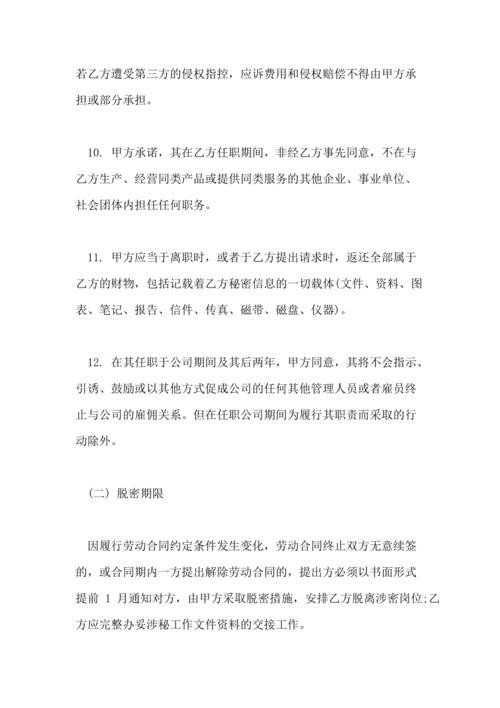 若乙方遭受第三方的侵权指控，应诉费用和侵权赔偿不得由甲方承
担或部分承担。
10. 甲方承诺，其在乙方任职期间，非经乙方事先同意，不在与
乙方生产、经营同类产品或提供同类服务的其他企业、事业单位、
社会团体内担任任何职务。
11. 甲方应当于离职时，或者于乙方提出请求时，返还全部属于
乙方的财物，包括记载着乙方秘密信息的一切载体(文件、资料、图
表、笔记、报告、信件、传真、磁带、磁盘、仪器)。
12. 在其任职于公司期间及其后两年，甲方同意，其将不会指示、
引诱、鼓励或以其他方式促成公司的任何其他管理人员或者雇员终
止与公司的雇佣关系。但在任职公司期间为履行其职责而采取的行
动除外。
(二) 脱密期限
因履行劳动合同约定条件发生变化，劳动合同终止双方无意续签
的，或合同期内一方提出解除劳动合同的，提出方必须以书面形式
提前 1 月通知对方，由甲方采取脱密措施，安排乙方脱离涉密岗位;乙
方应完整办妥涉秘工作文件资料的交接工作。